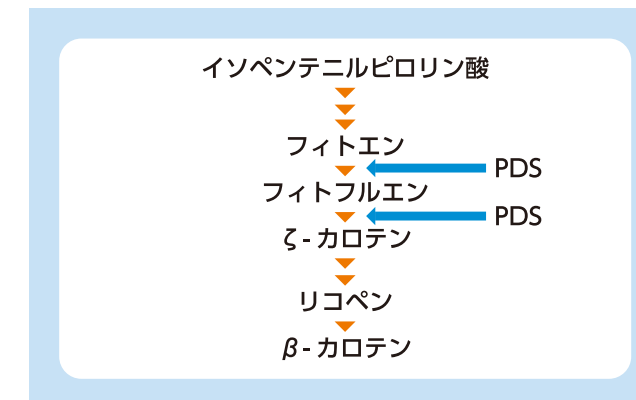 イソペンテニルピロリン酸
フィトエン
PDS
フィトフルエン
PDS
ζ-カロテン
リコペン
β-カロテン